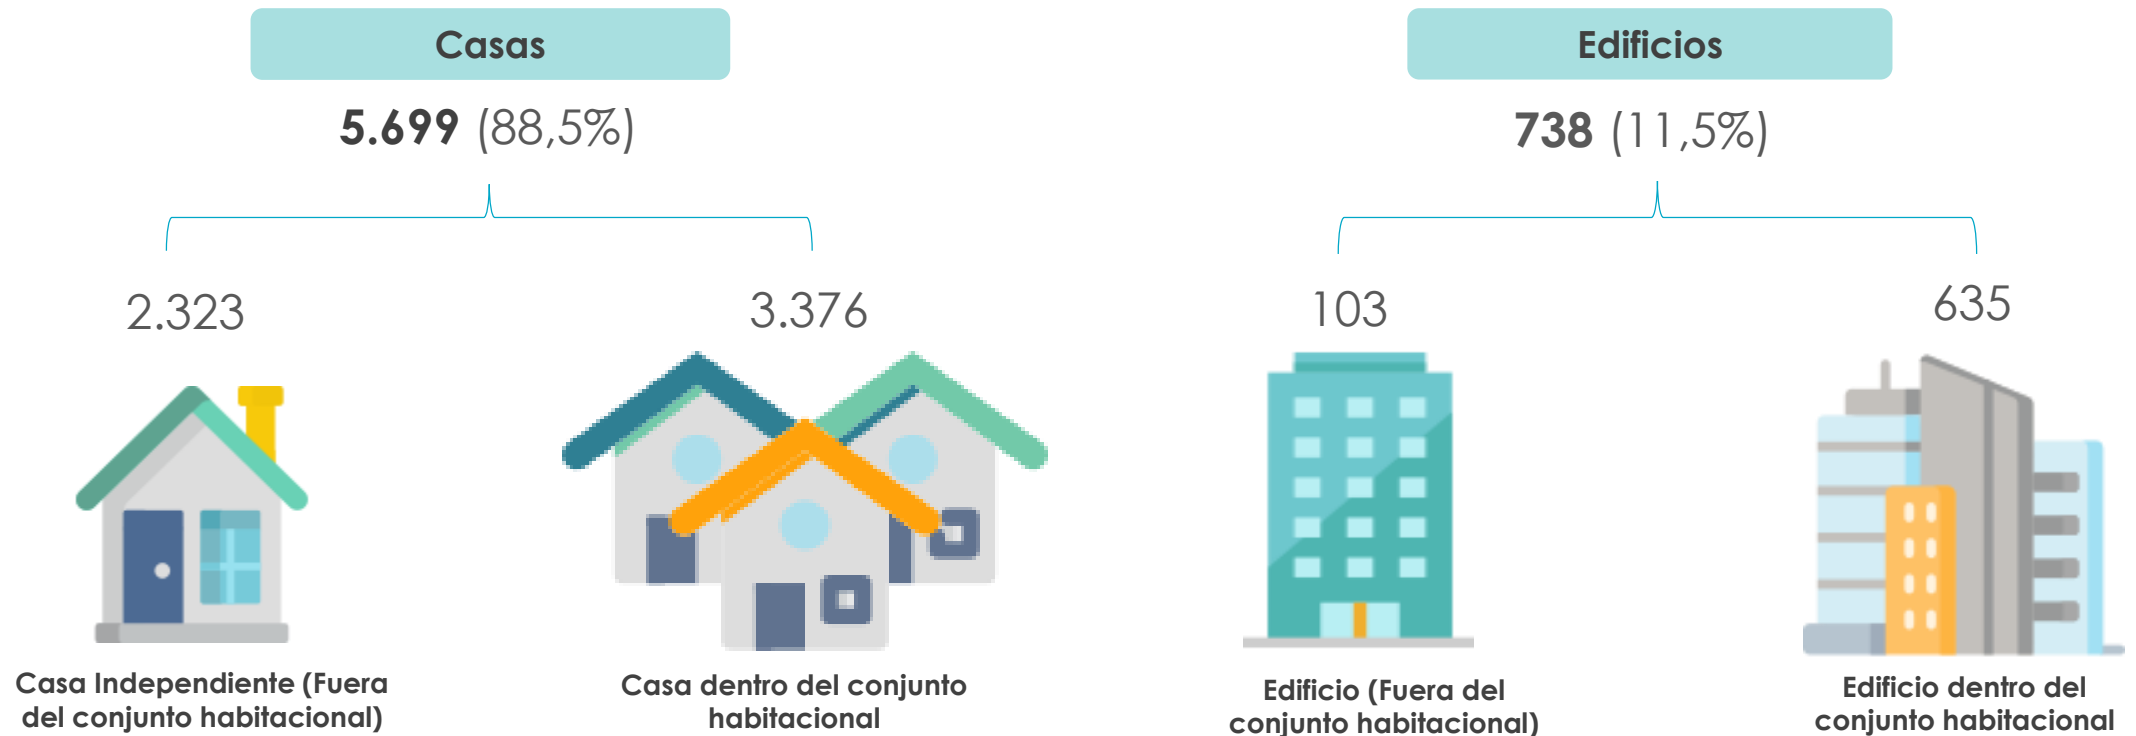 Casas
5.699 (88,5%)
2.323
3.376
Casa Independiente (Fuera
del conjunto habitacional)
Casa dentro del conjunto
habitacional
Edificios
738 (11,5%)
103
635
Edificio (Fuera del
conjunto habitacional)
Edificio dentro del
conjunto habitacional